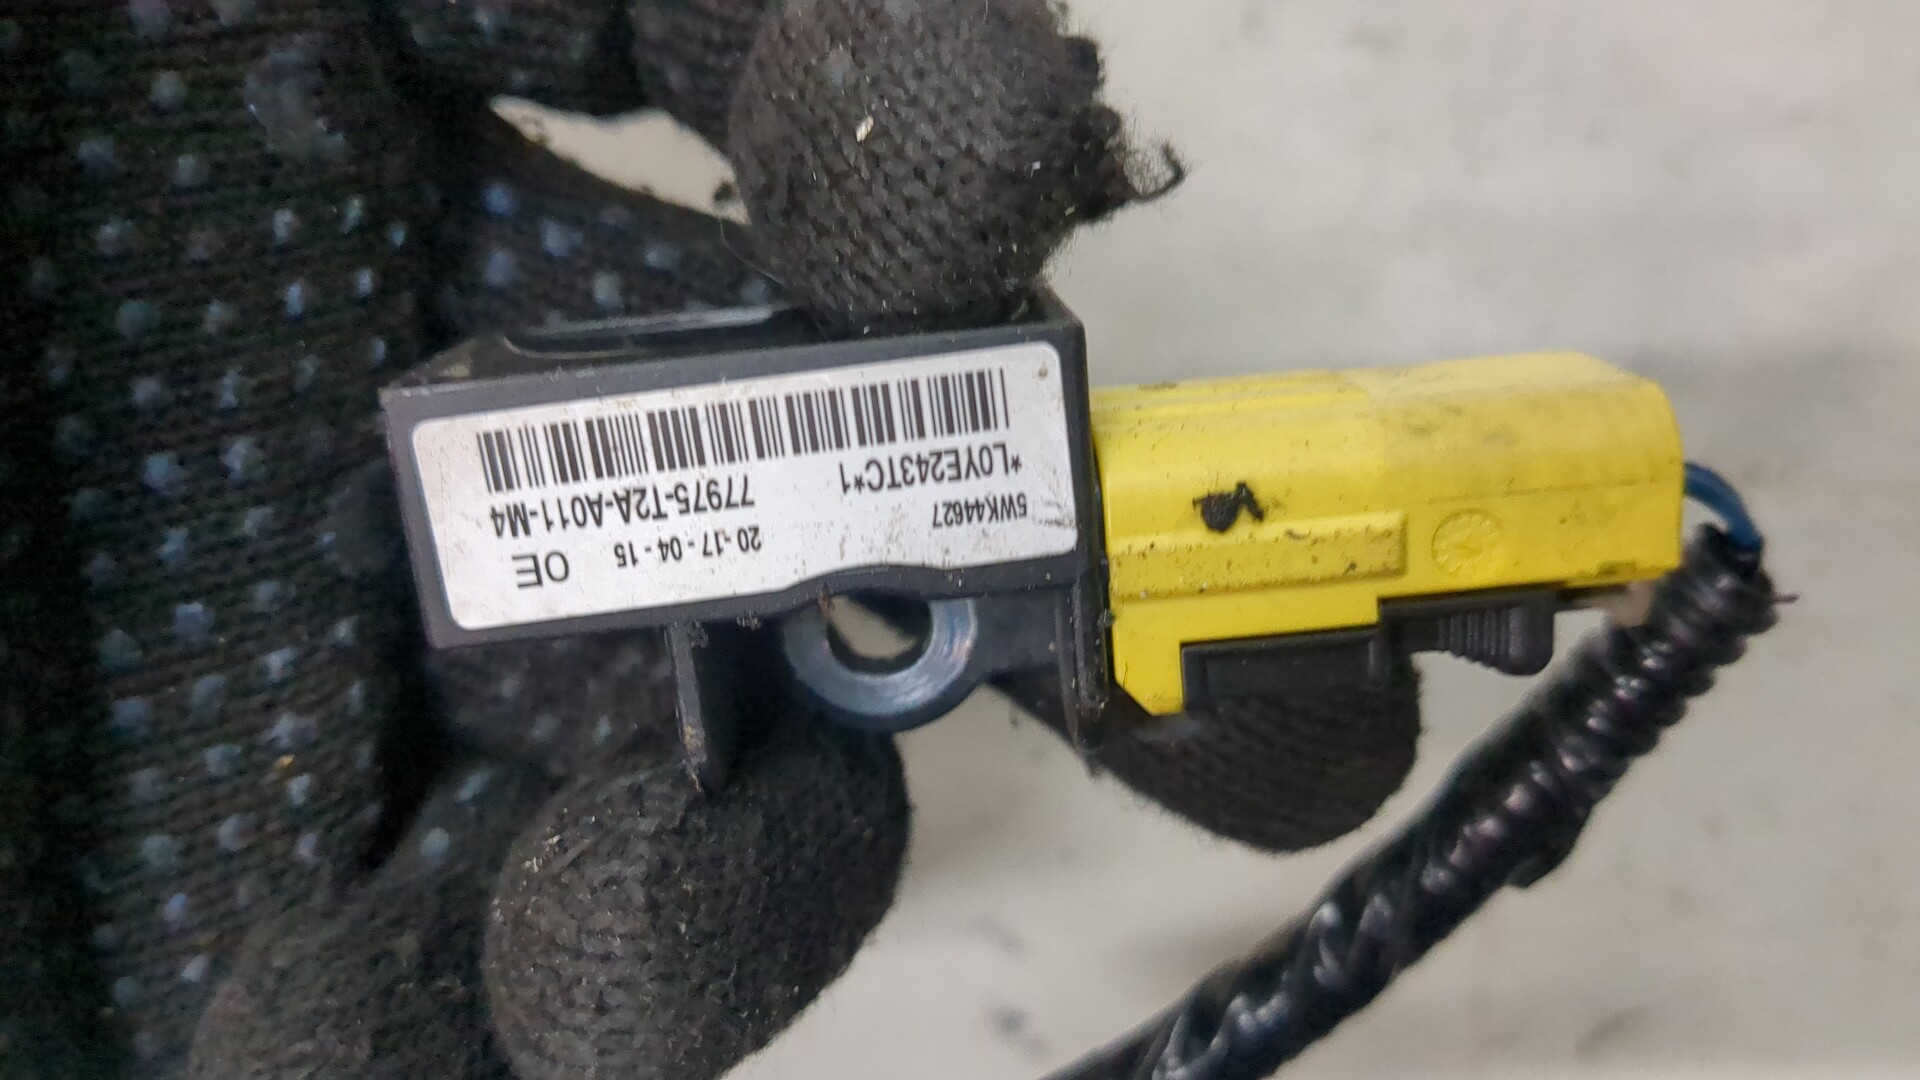 5WK44627 20-17-04-15 OE
*L0YE243TC*1 77975-T2A-A011-M4